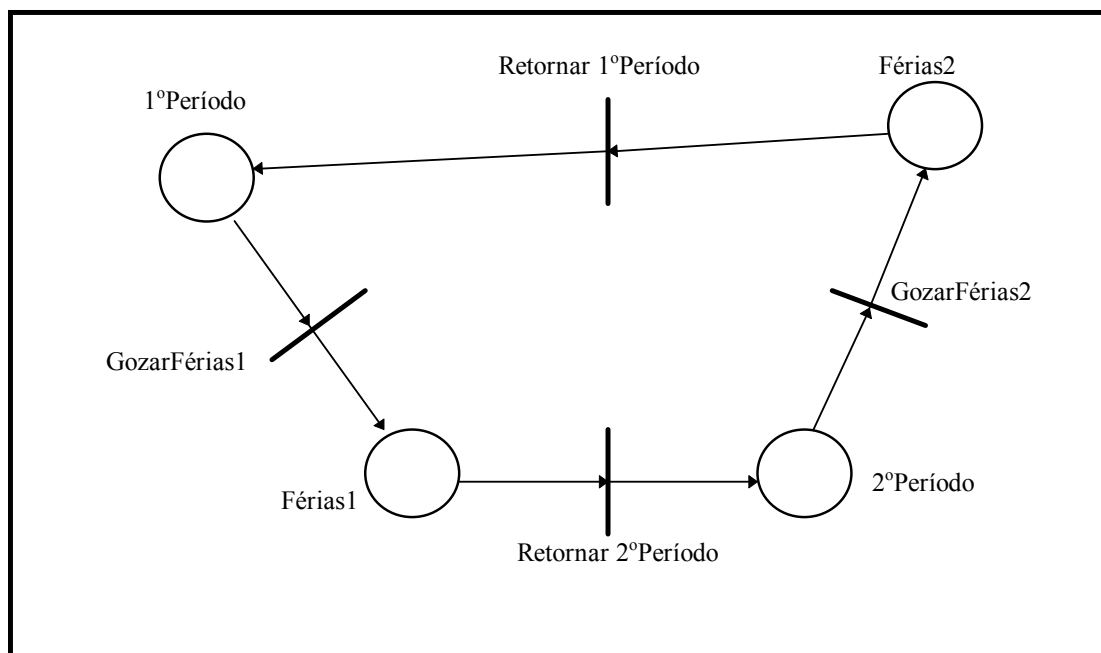 Retornar 1ºPeríodo
Férias2
1ºPeríodo
GozarFérias2
GozarFérias1
2ºPeríodo
Férias1
Retornar 2ºPeríodo